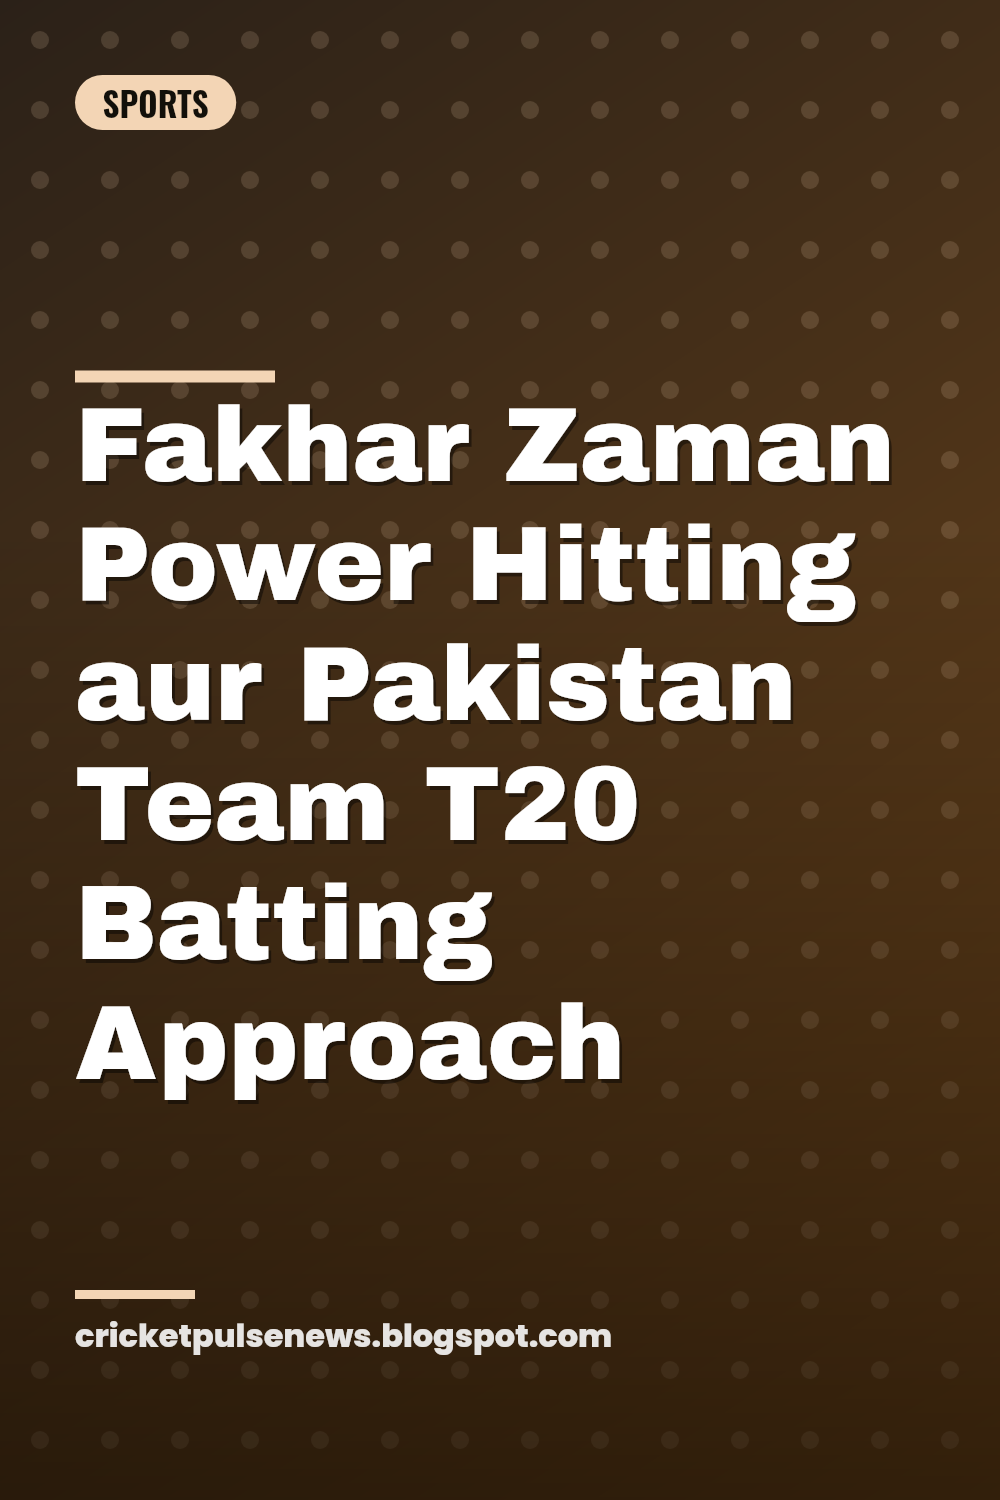 SPORTS
Fakhar Zaman
Power Hitting
aur Pakistan
Team T20
Batting
Approach
cricketpulsenews.blogspot.com